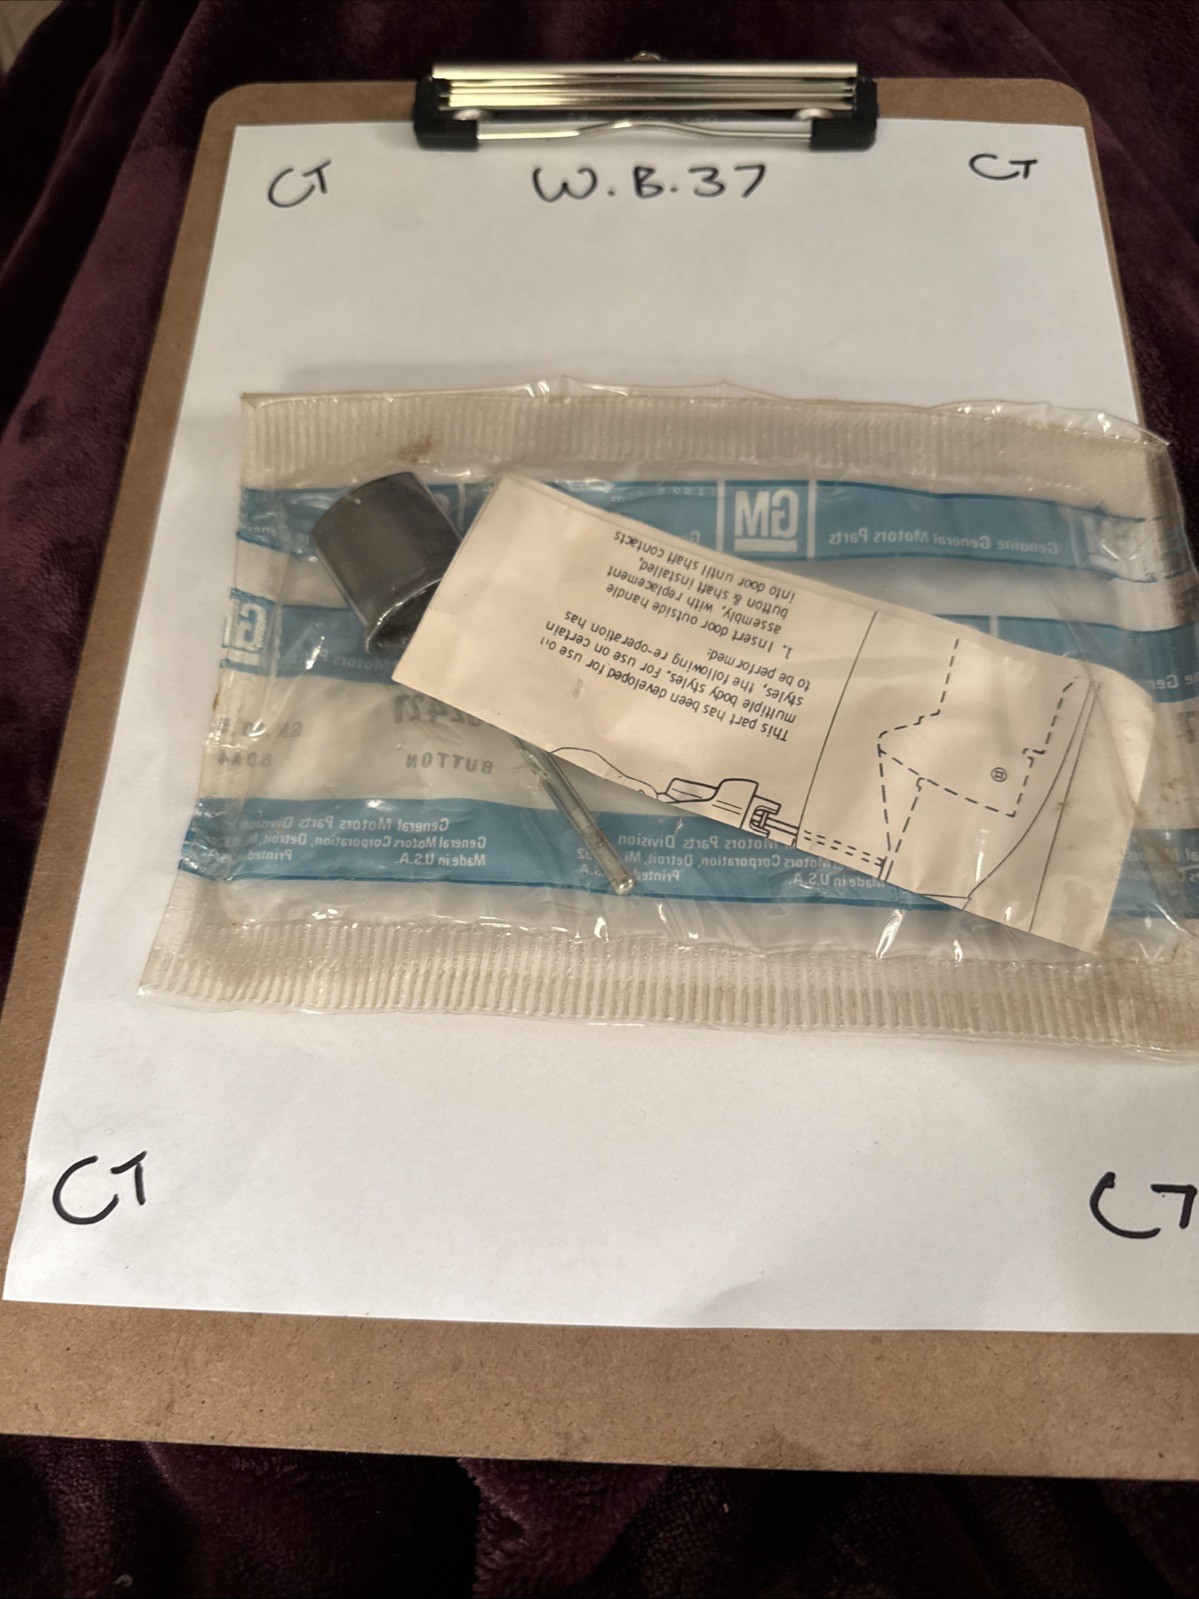 CT W.B.37 CT
GM
Genuine General Motors Parts
GM
This part has been developed for use on
multiple body styles. For use on certain
styles, the following re-operation has
to be performed:
1. Insert door outside handle
assembly, with replacement
button & shaft installed,
into door until shaft contacts
BUTTON
General Motors Parts Division
General Motors Corporation, Detroit,
Made in U.S.A. Printed
Motors Parts Division
Motors Corporation, Detroit,
Made in U.S.A. Printed
CT CT